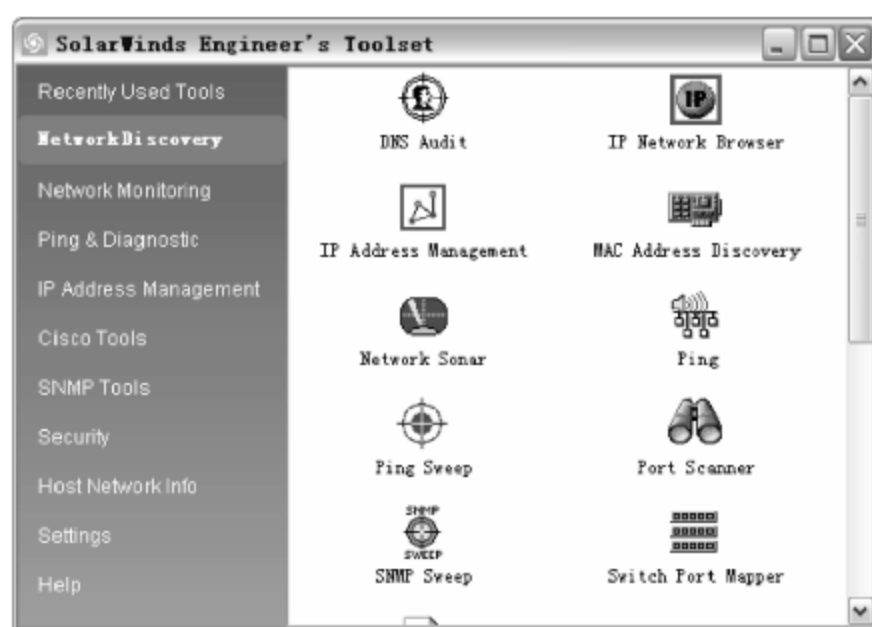 SolarWinds Engineer's Toolset
Recently Used Tools
NetworkDiscovery
Network Monitoring
Ping & Diagnostic
IP Address Management
Cisco Tools
SNMP Tools
Security
Host Network Info
Settings
Help
DNS Audit
IP
IP Network Browser
IP Address Management
MAC Address Discovery
Network Sonar
Ping
Ping Sweep
Port Scanner
SNMP
SWEEP
SNMP Sweep
Switch Port Mapper